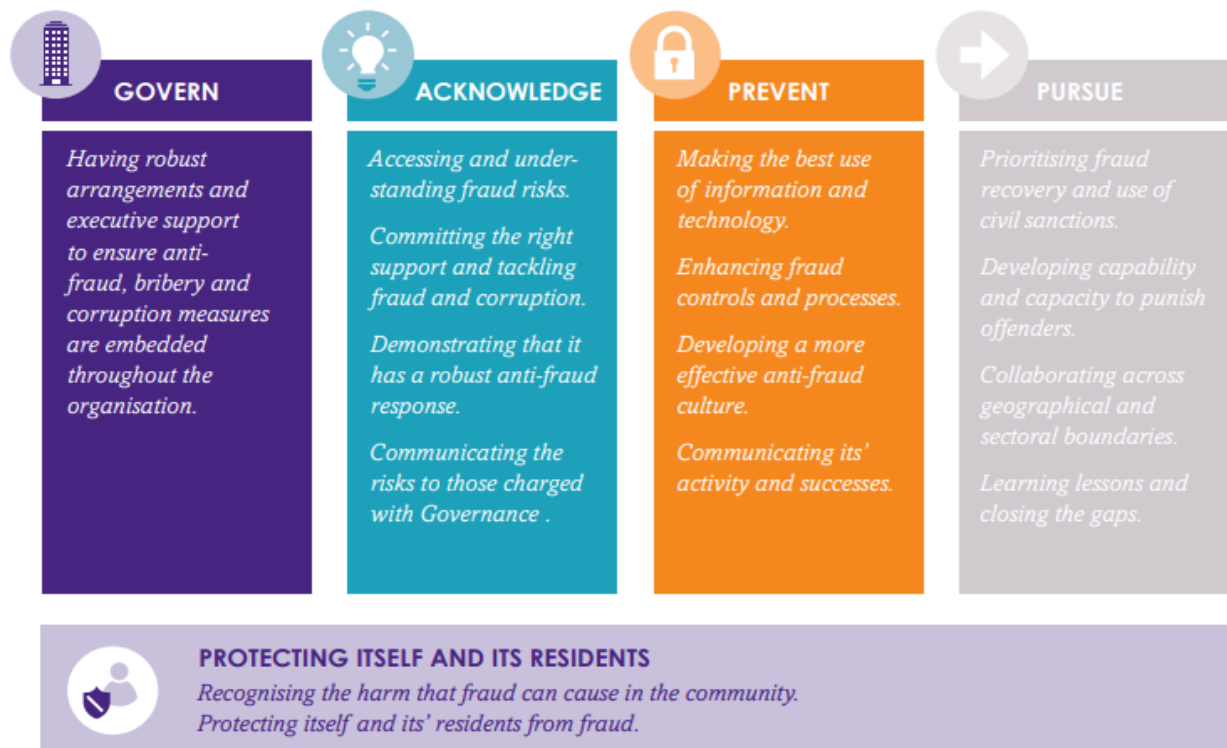 GOVERN
Having robust
arrangements and
executive support
to ensure anti-
fraud, bribery and
corruption measures
are embedded
throughout the
organisation.
ACKNOWLEDGE
Accessing and under-
standing fraud risks.
Committing the right
support and tackling
fraud and corruption.
Demonstrating that it
has a robust anti-fraud
response.
Communicating the
risks to those charged
with Governance .
PREVENT
Making the best use
of information and
technology.
Enhancing fraud
controls and processes.
Developing a more
effective anti-fraud
culture.
Communicating its’
activity and successes.
PURSUE
Prioritising fraud
recovery and use of
civil sanctions.
Developing capability
and capacity to punish
offenders.
Collaborating across
geographical and
sectoral boundaries.
Learning lessons and
closing the gaps.
PROTECTING ITSELF AND ITS RESIDENTS
Recognising the harm that fraud can cause in the community.
Protecting itself and its’ residents from fraud.